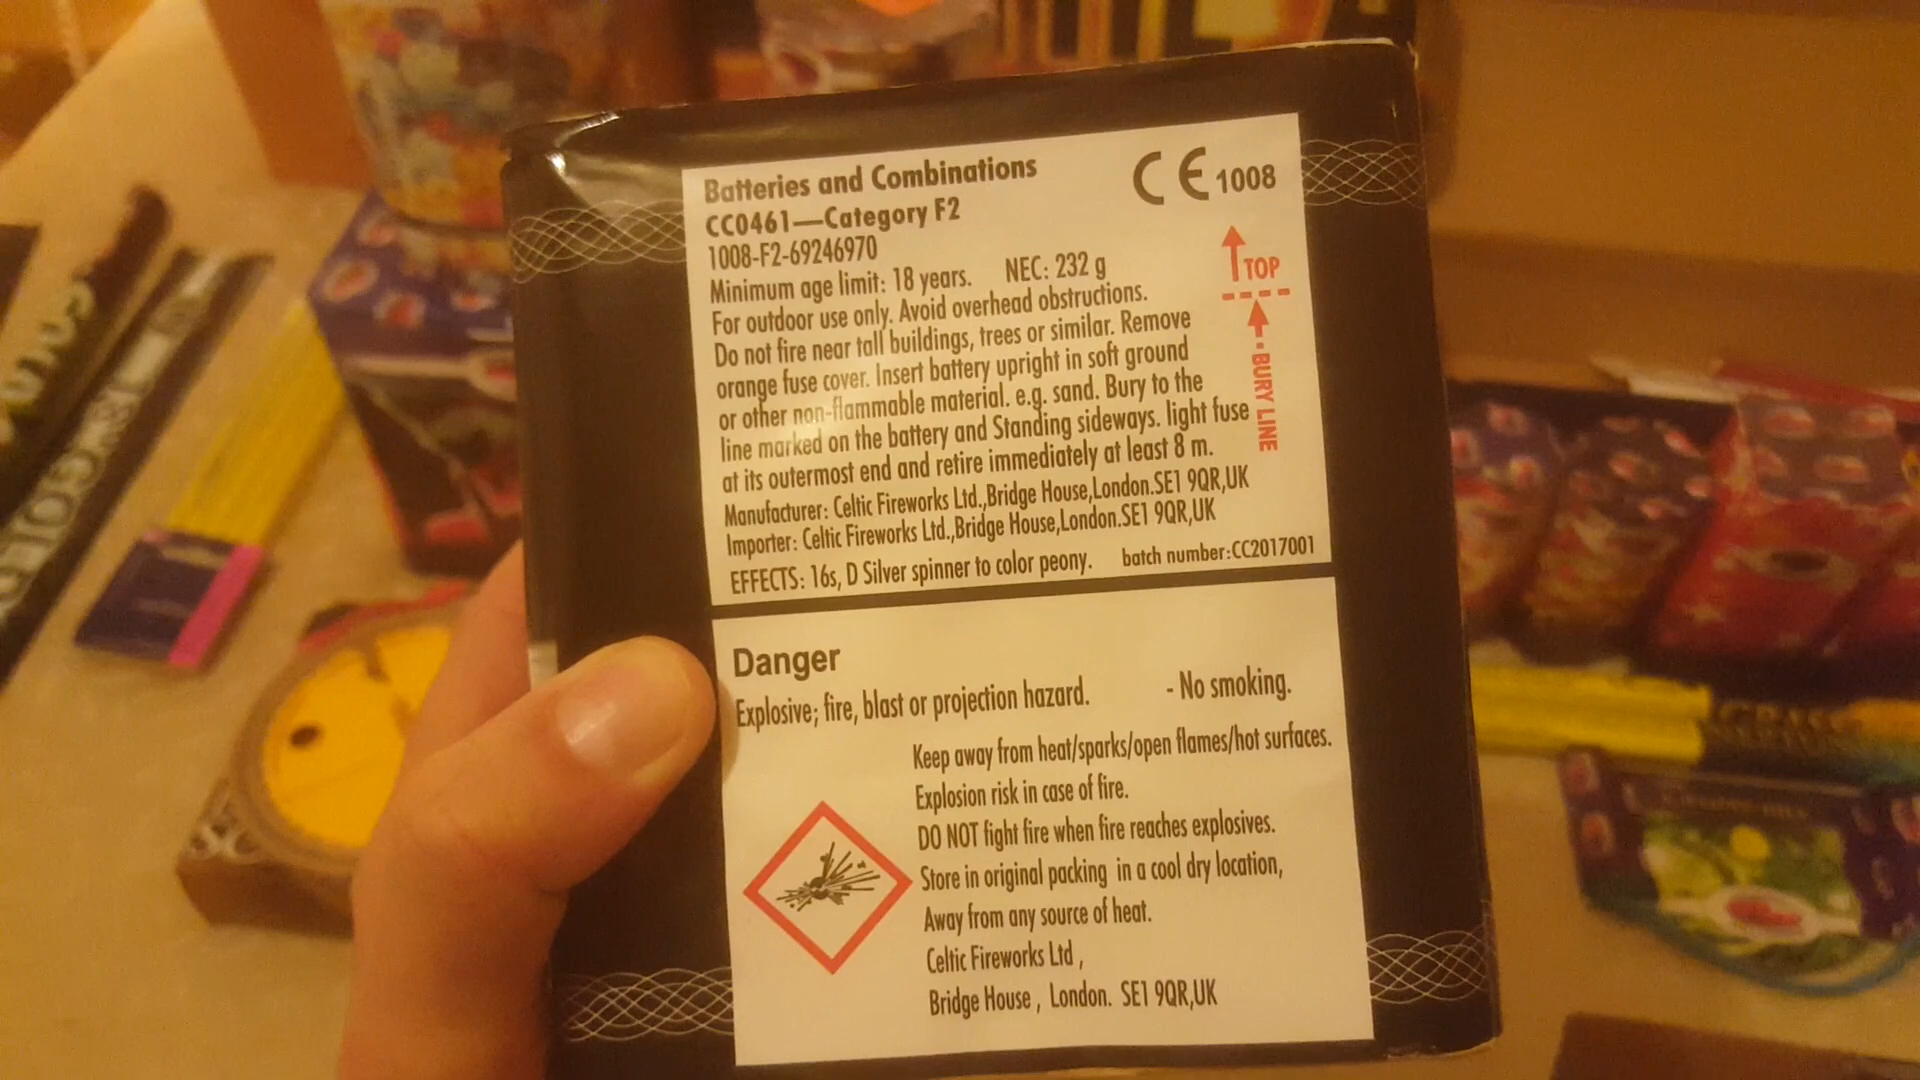 Batteries and Combinations
CE 1008
CC0461—Category F2
1008-F2-69246970
Minimum age limit: 18 years. NEC: 232 g
For outdoor use only. Avoid overhead obstructions.
Do not fire near tall buildings, trees or similar. Remove
orange fuse cover. Insert battery upright in soft ground
or other non-flammable material. e.g. sand. Bury to the
line marked on the battery and Standing sideways. light fuse
at its outermost end and retire immediately at least 8 m.
Manufacturer: Celtic Fireworks Ltd.,Bridge House,London.SE1 9QR,UK
Importer: Celtic Fireworks Ltd.,Bridge House,London.SE1 9QR,UK
EFFECTS: 16s, D Silver spinner to color peony. batch number:CC2017001
TOP
BURY LINE
Danger
Explosive; fire, blast or projection hazard. - No smoking.
Keep away from heat/sparks/open flames/hot surfaces.
Explosion risk in case of fire.
DO NOT fight fire when fire reaches explosives.
Store in original packing in a cool dry location,
Away from any source of heat.
Celtic Fireworks Ltd ,
Bridge House , London. SE1 9QR,UK